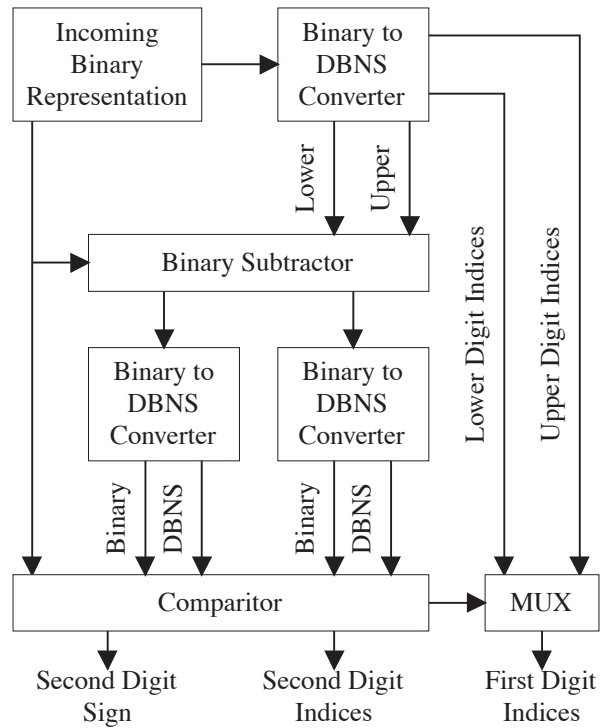 Incoming
Binary
Representation
Binary to
DBNS
Converter
Lower
Upper
Lower Digit Indices
Upper Digit Indices
Binary Subtractor
Binary to
DBNS
Converter
Binary to
DBNS
Converter
Binary
DBNS
Binary
DBNS
Comparitor
MUX
Second Digit
Sign
Second Digit
Indices
First Digit
Indices